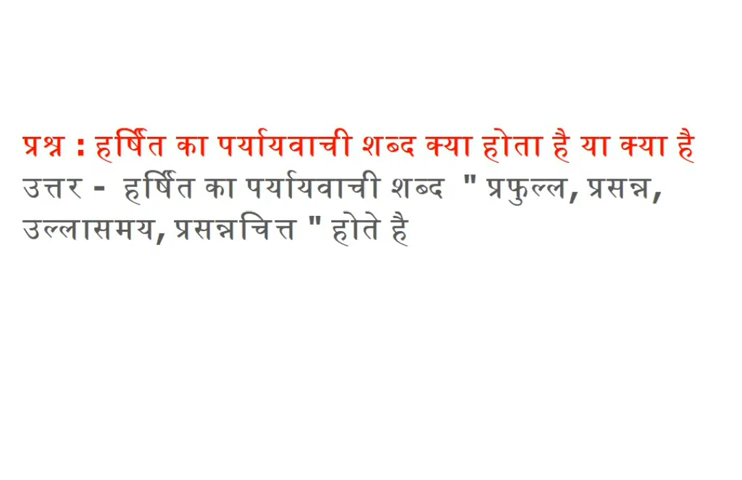 प्रश्न : हर्षित का पर्यायवाची शब्द क्या होता है या क्या है
उत्तर - हर्षित का पर्यायवाची शब्द " प्रफुल्ल, प्रसन्न,
उल्लासमय, प्रसन्नचित्त " होते है